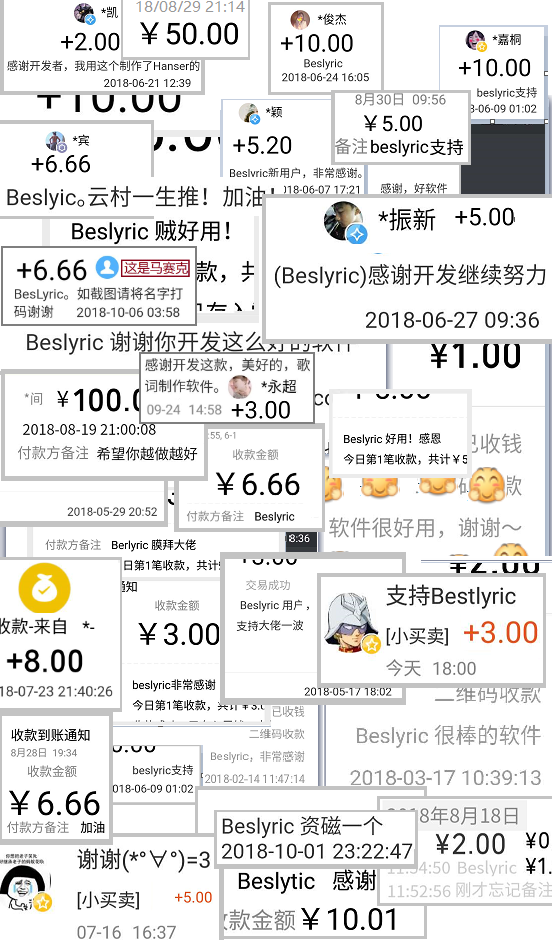 *凯
+2.00
感谢开发者，我用这个制作了Hanser的
2018-06-21 12:39
18/08/29 21:14
￥50.00
*俊杰
+10.00
Beslyric
2018-06-24 16:05
*嘉桐
+10.00
beslyric支持
-06-09 01:02
+10.00
*宾
+6.66
*颖
+5.20
Beslyric新用户，非常感谢。
)18-06-07 17:21
8月30日 09:56
￥5.00
备注 beslyric支持
感谢，好软件
Beslyic。云村一生推！加油！
Beslyric 贼好用！
*振新 +5.00
(Beslyric)感谢开发继续努力
2018-06-27 09:36
+6.66 这是马赛克
BesLyric。如截图请将名字打
码谢谢 2018-10-06 03:58
款，共
Beslyric 谢谢你开发这么好的软件
￥1.00
感谢开发这款，美好的，歌
词制作软件。 *永超
09-24 14:58 +3.00
*间 ￥100.0
2018-08-19 21:00:08
付款方备注 希望你越做越好
2018-05-29 20:52
:55, 6-1
收款金额
￥6.66
付款方备注 Beslyric
Beslyric 好用！感恩
今日第1笔收款，共计￥5
已收钱
款
软件很好用，谢谢～
8:36
付款方备注 Berlyric 膜拜大佬
今日第1笔收款，共计
￥2.00
收款-来自 *-
+8.00
18-07-23 21:40:26
通知
收款金额
￥3.00
beslyric非常感谢
今日第1笔收款，共计￥3.
+3.00
交易成功
Beslyric 用户，
支持大佬一波
2018-05-17 18:02
支持Bestlyric
[小买卖] +3.00
今天 18:00
收款到账通知
8月28日 19:34
收款金额
￥6.66
付款方备注 加油
beslyric支持
018-06-09 01:02
已收钱
二维码收款
Beslyric，非常感谢
2018-02-14 11:47:14
二维码收款
Beslyric 很棒的软件
2018-03-17 10:39:13
2018年8月18日
￥2.00
￥0
11:54:50 Beslyric ￥1.
11:52:56 刚才忘记备注
Beslyric 资磁一个
2018-10-01 23:22:47
谢谢(*°∀°)=3
[小买卖] +5.00
07-16 16:37
Beslytic 感谢
收款金额￥10.01